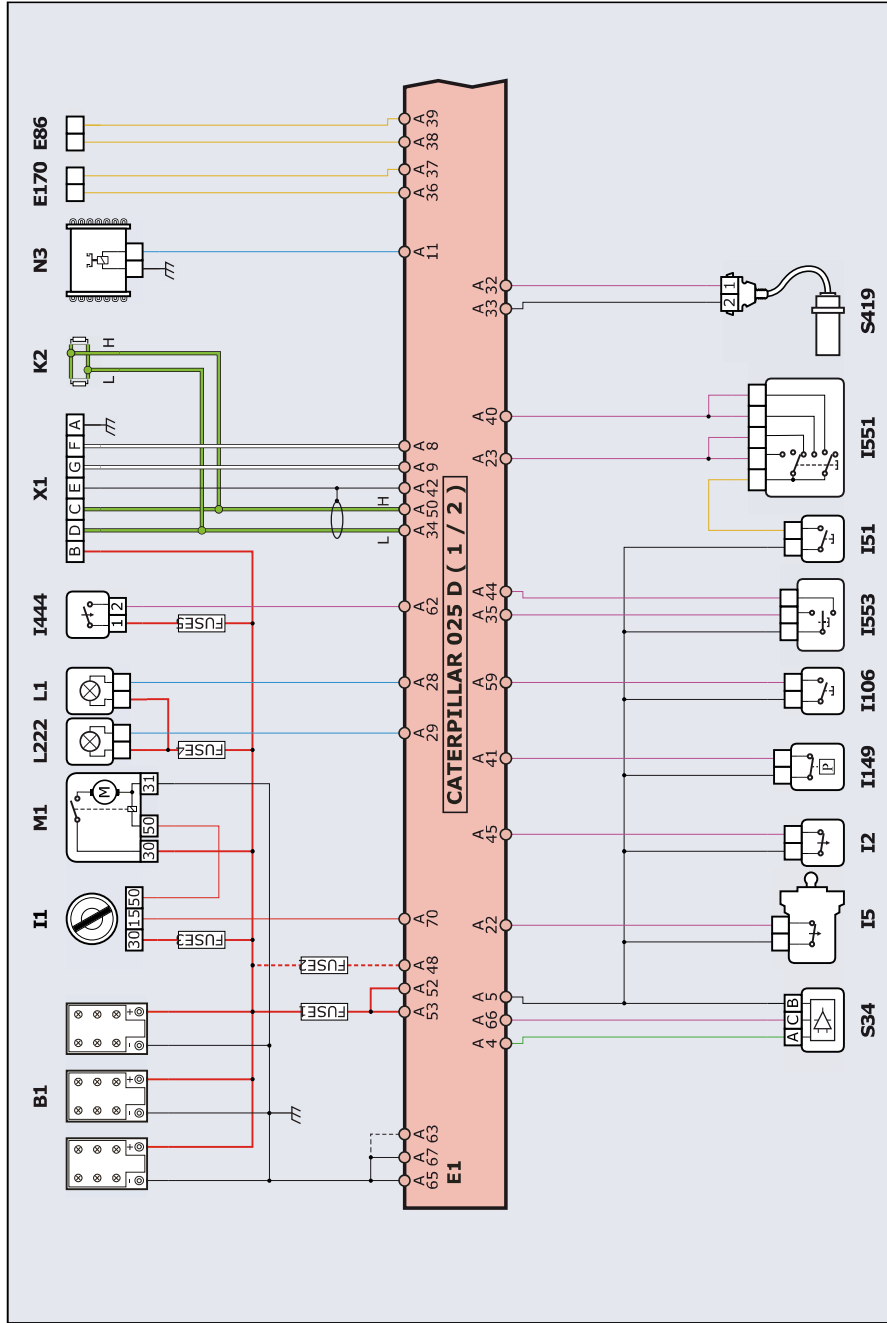 B1 I1 M1 L222 L1 I444 X1 K2 N3 E170 E86
- + - + - +
30 15 50
30 50 31
M
1 2
B D C E G F A
L H
FUSE1 FUSE2 FUSE3 FUSE4 FUSE5
L H
A A A A A A A A A A A A A A A A A A A A
65 67 63 53 52 48 70 29 28 62 34 50 42 9 8 11 36 37 38 39
E1
CATERPILLAR 025 D ( 1 / 2 )
A A A A A A A A A A A A A
4 66 5 22 45 41 59 35 44 23 40 33 32
A C B
P
2 1
S34 I5 I2 I149 I106 I553 I51 I551 S419